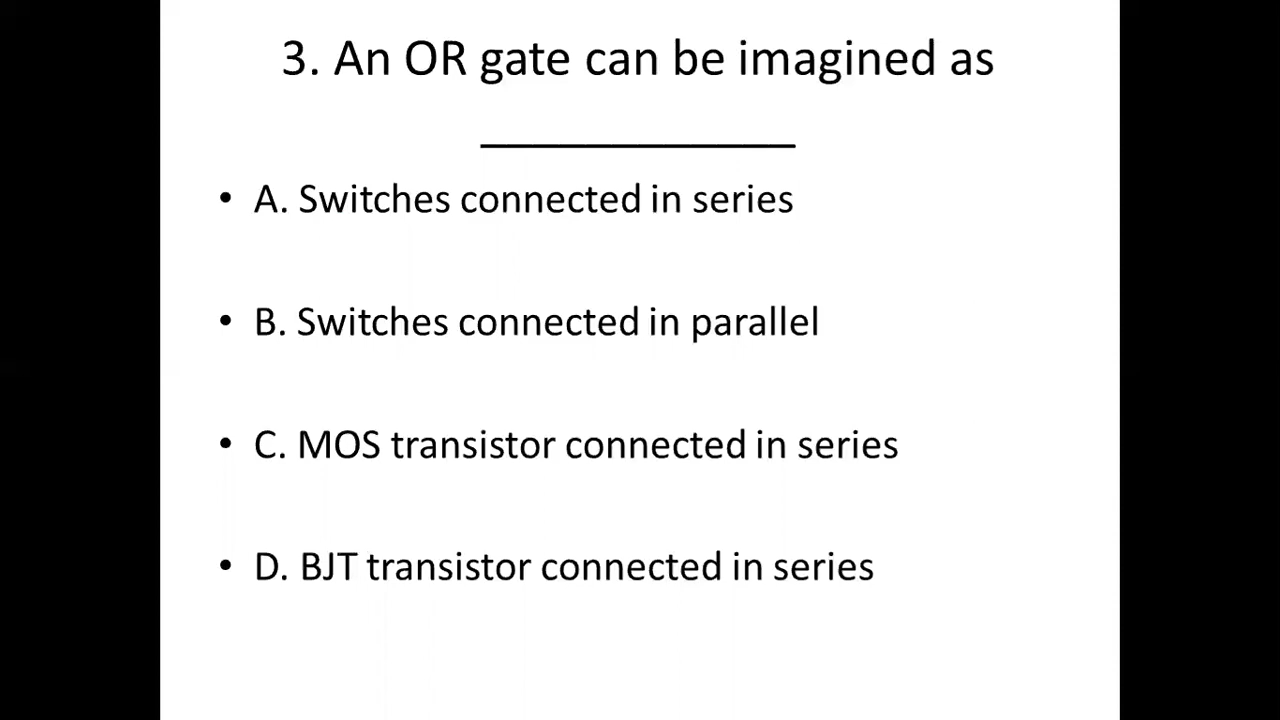 3. An OR gate can be imagined as
____________
• A. Switches connected in series
• B. Switches connected in parallel
• C. MOS transistor connected in series
• D. BJT transistor connected in series